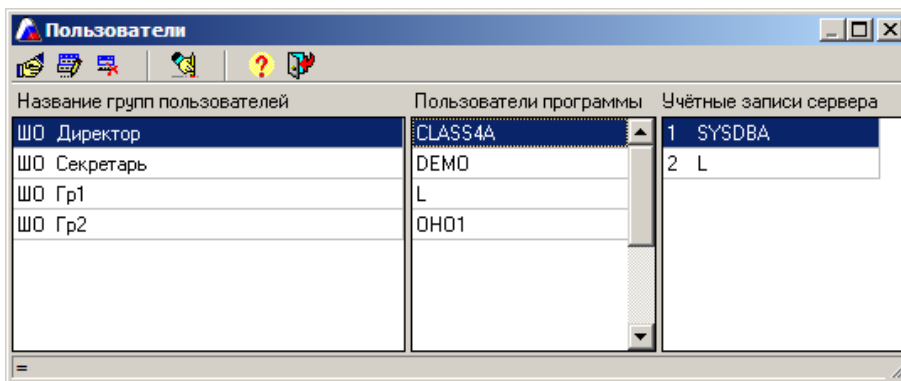 Пользователи
Название групп пользователей Пользователи программы Учётные записи сервера
ШО Директор CLASS4A 1 SYSDBA
ШО Секретарь DEMO 2 L
ШО Гр1 L
ШО Гр2 OHO1
=